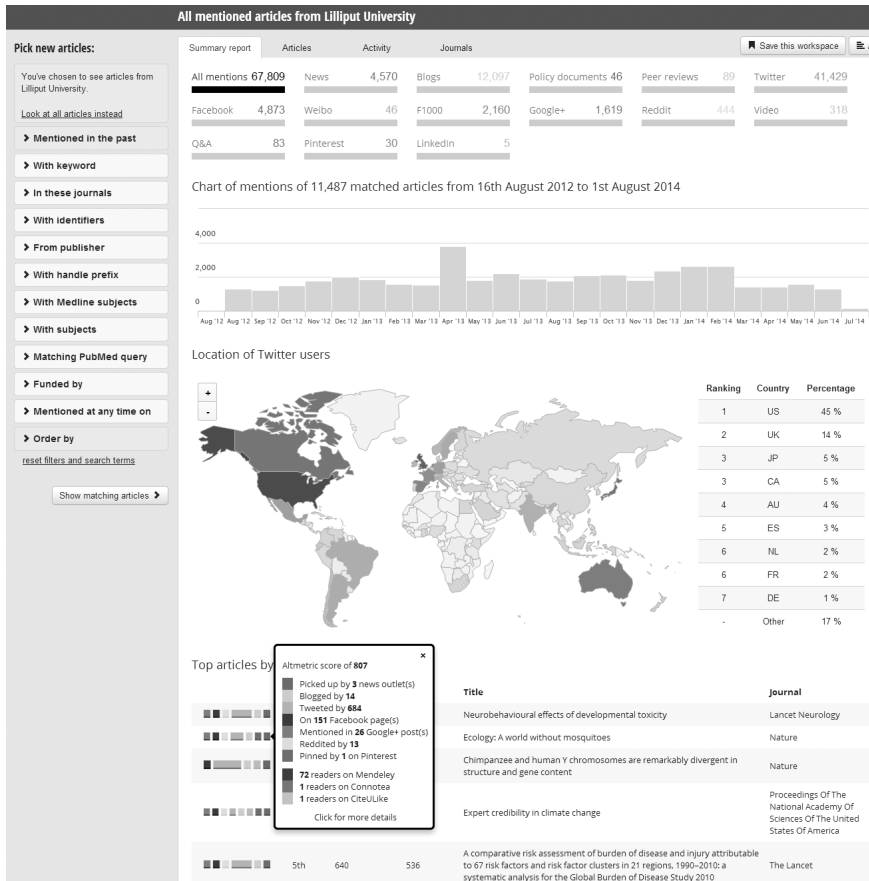 All mentioned articles from Lilliput University
Pick new articles:
You've chosen to see articles from
Lilliput University.
Look at all articles instead
Mentioned in the past
With keyword
In these journals
With identifiers
From publisher
With handle prefix
With Medline subjects
With subjects
Matching PubMed query
Funded by
Mentioned at any time on
Order by
reset filters and search terms
Show matching articles
Summary report Articles Activity Journals
Save this workspace
All mentions 67,809 News 4,570 Blogs 12,097 Policy documents 46 Peer reviews 89 Twitter 41,429
Facebook 4,873 Weibo 46 F1000 2,160 Google+ 1,619 Reddit 444 Video 318
Q&A 83 Pinterest 30 LinkedIn 5
Chart of mentions of 11,487 matched articles from 16th August 2012 to 1st August 2014
4,000
2,000
0
Aug '12 Aug '12 Sep '12 Oct '12 Nov '12 Dec '12 Jan '13 Feb '13 Mar '13 Apr '13 May '13 Jun '13 Jul '13 Aug '13 Sep '13 Oct '13 Nov '13 Dec '13 Jan '14 Feb '14 Mar '14 Apr '14 May '14 Jun '14 Jul '14
Location of Twitter users
+
-
Ranking Country Percentage
1 US 45 %
2 UK 14 %
3 JP 5 %
3 CA 5 %
4 AU 4 %
5 ES 3 %
6 NL 2 %
6 FR 2 %
7 DE 1 %
- Other 17 %
Top articles by
x
Altmetric score of 807
Picked up by 3 news outlet(s)
Blogged by 14
Tweeted by 684
On 151 Facebook page(s)
Mentioned in 26 Google+ post(s)
Reddited by 13
Pinned by 1 on Pinterest
72 readers on Mendeley
1 readers on Connotea
1 readers on CiteULike
Click for more details
Title Journal
Neurobehavioural effects of developmental toxicity Lancet Neurology
Ecology: A world without mosquitoes Nature
Chimpanzee and human Y chromosomes are remarkably divergent in
structure and gene content Nature
Expert credibility in climate change
Proceedings Of The
National Academy Of
Sciences Of The United
States Of America
5th 640 536
A comparative risk assessment of burden of disease and injury attributable
to 67 risk factors and risk factor clusters in 21 regions, 1990–2010: a
systematic analysis for the Global Burden of Disease Study 2010
The Lancet